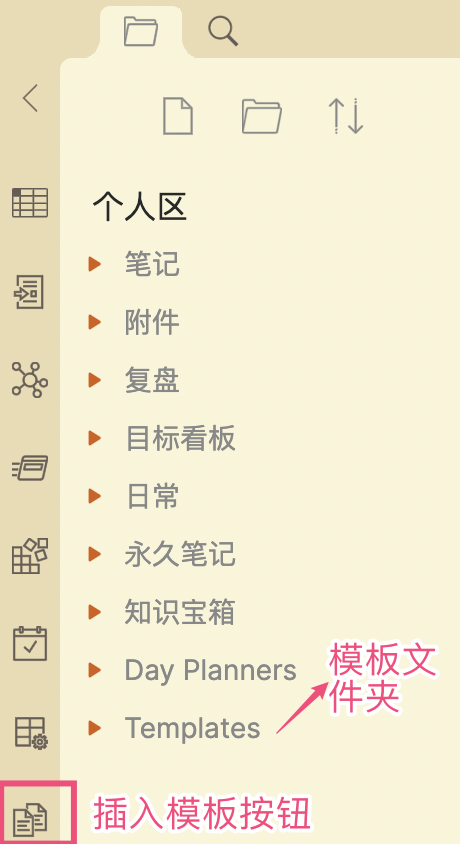 个人区
笔记
附件
复盘
目标看板
日常
永久笔记
知识宝箱
Day Planners
模板文
件夹
Templates
插入模板按钮